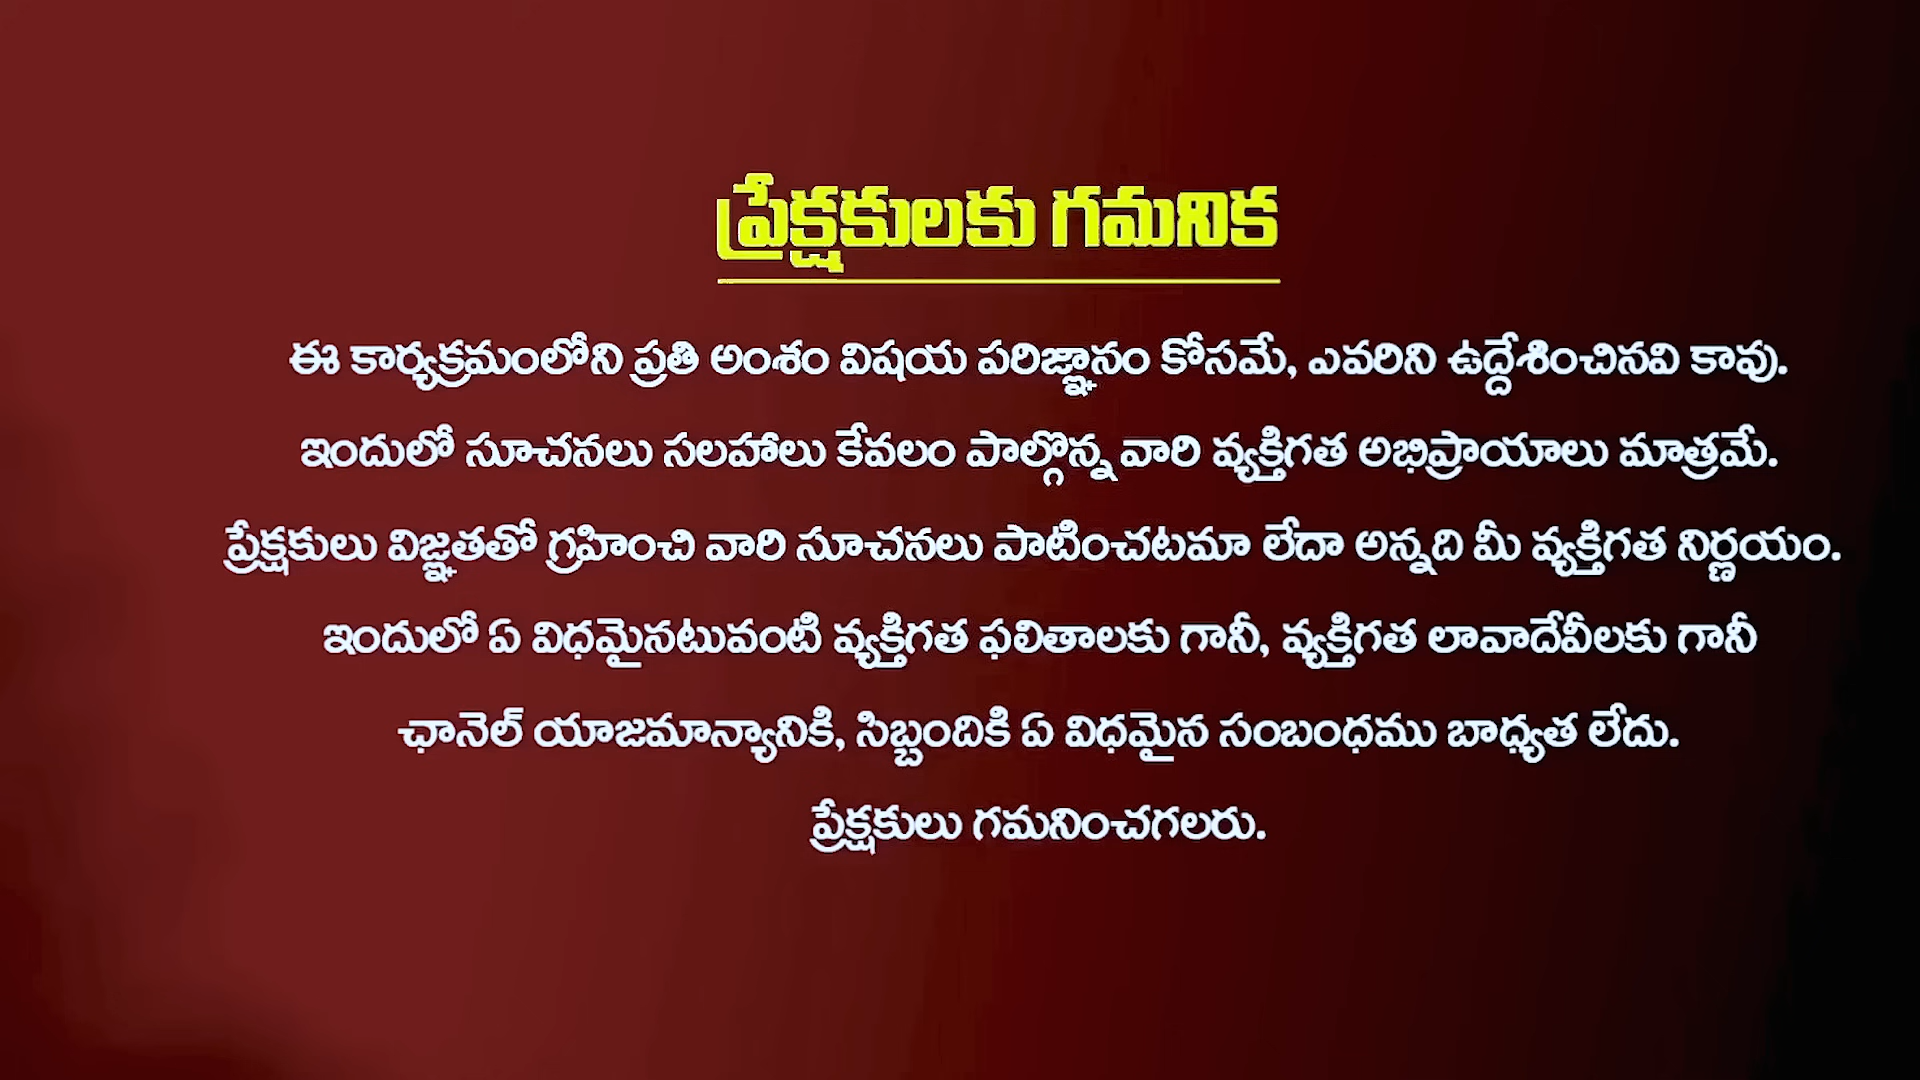 ప్రేక్షకులకు గమనిక
ఈ కార్యక్రమంలోని ప్రతి అంశం విషయ పరిజ్ఞానం కోసమే, ఎవరిని ఉద్దేశించినవి కావు.
ఇందులో సూచనలు సలహాలు కేవలం పాల్గొన్న వారి వ్యక్తిగత అభిప్రాయాలు మాత్రమే.
ప్రేక్షకులు విజ్ఞతతో గ్రహించి వారి సూచనలు పాటించటమా లేదా అన్నది మీ వ్యక్తిగత నిర్ణయం.
ఇందులో ఏ విధమైనటువంటి వ్యక్తిగత ఫలితాలకు గానీ, వ్యక్తిగత లావాదేవీలకు గానీ
ఛానెల్ యాజమాన్యానికి, సిబ్బందికి ఏ విధమైన సంబంధము బాధ్యత లేదు.
ప్రేక్షకులు గమనించగలరు.